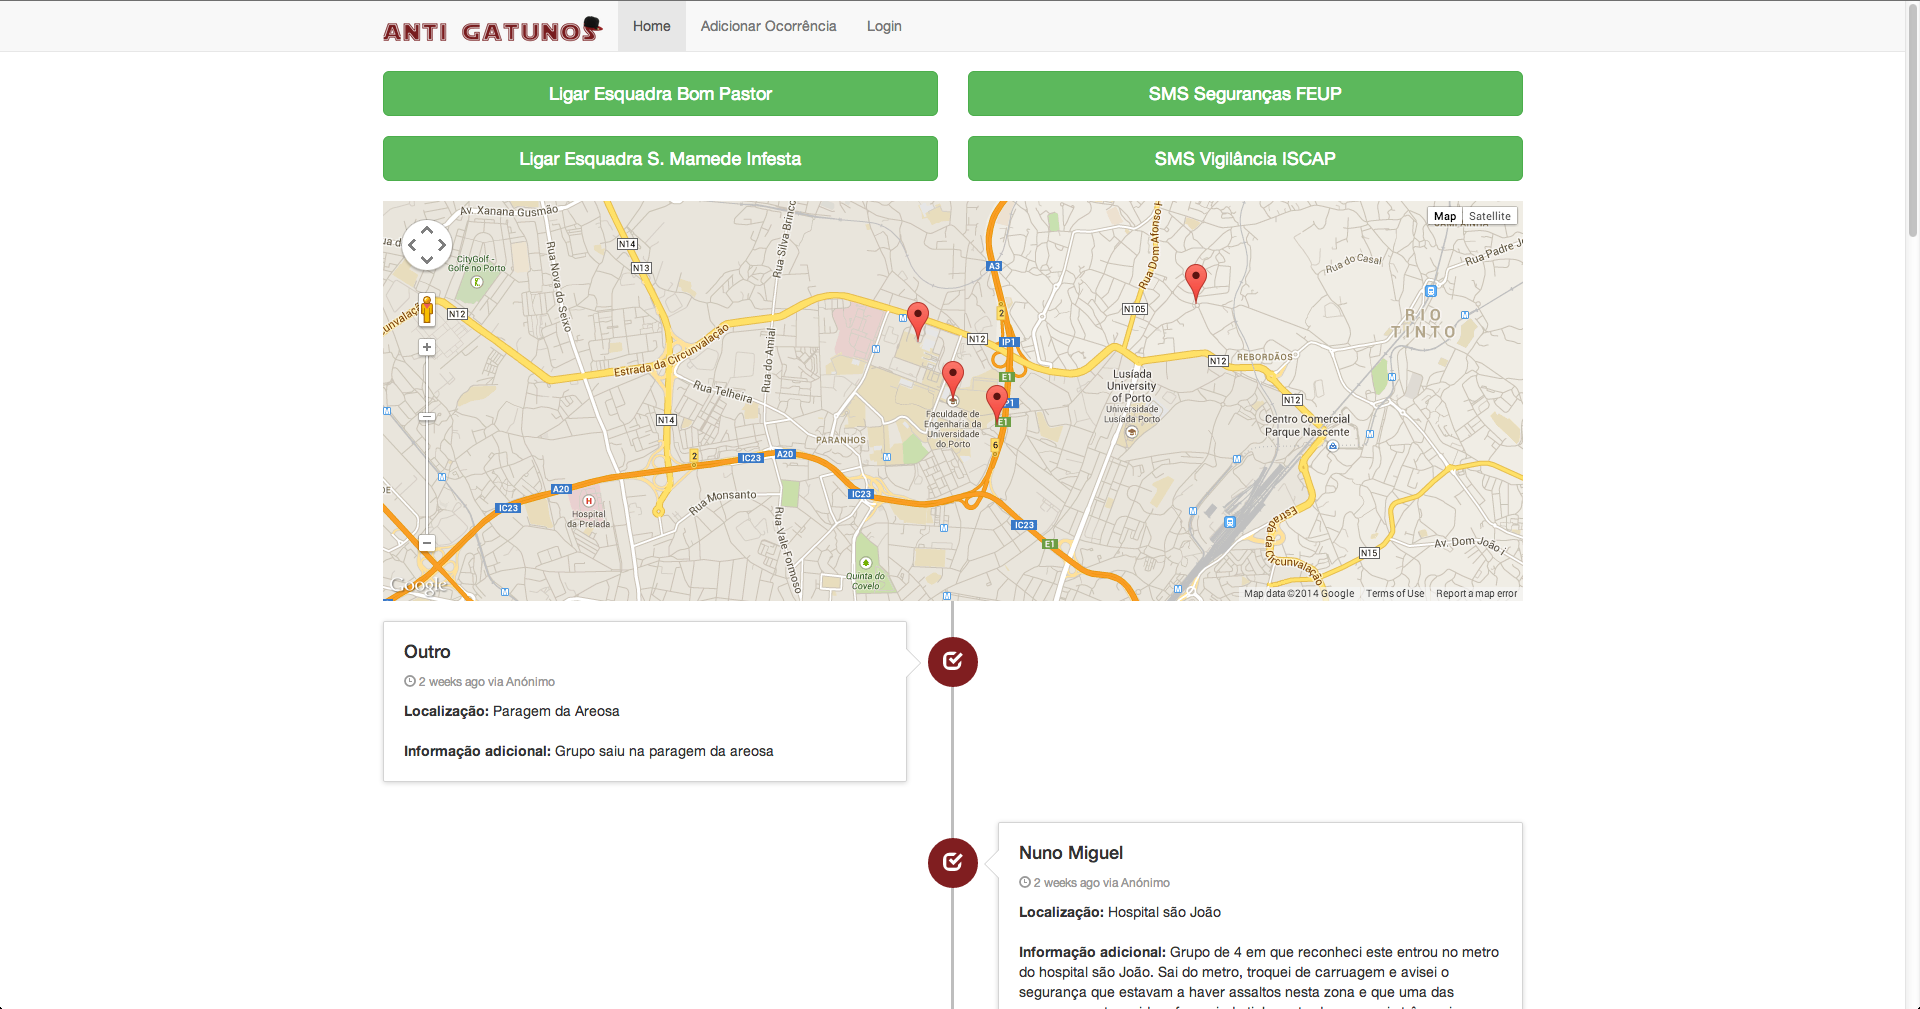 ANTI GATUNOS
Home
Adicionar Ocorrência
Login
Ligar Esquadra Bom Pastor
SMS Seguranças FEUP
Ligar Esquadra S. Mamede Infesta
SMS Vigilância ISCAP
Av. Xanana Gusmão
CityGolf -
Golfe no Porto
Rua Nova do Seixo
Rua Silva Brinco
N14
N13
N12
Estrada da Circunvalação
Rua do Amial
Rua Telheira
N14
PARANHOS
A3
2
N12
IP1
E1
Faculdade de
Engenharia da
Universidade
do Porto
E1
6
Rua Dom Afonso H
N105
Lusíada
University
of Porto
Universidade
Lusíada Porto
N12
REBORDÃOS
N12
Centro Comercial
Parque Nascente
Rua do Casal
Rua Padre J
RIO
TINTO
Map
Satellite
2
IC23
A20
A20
IC23
IC23
IC23
E1
Hospital
da Prelada
Rua Monsanto
Rua Vale Formoso
Quinta do
Covelo
Estrada da Circunvalação
N15
Av. Dom João I
Google
Map data ©2014 Google
Terms of Use
Report a map error
Outro
2 weeks ago via Anónimo
Localização: Paragem da Areosa
Informação adicional: Grupo saiu na paragem da areosa
Nuno Miguel
2 weeks ago via Anónimo
Localização: Hospital são João
Informação adicional: Grupo de 4 em que reconheci este entrou no metro
do hospital são João. Sai do metro, troquei de carruagem e avisei o
segurança que estavam a haver assaltos nesta zona e que uma das